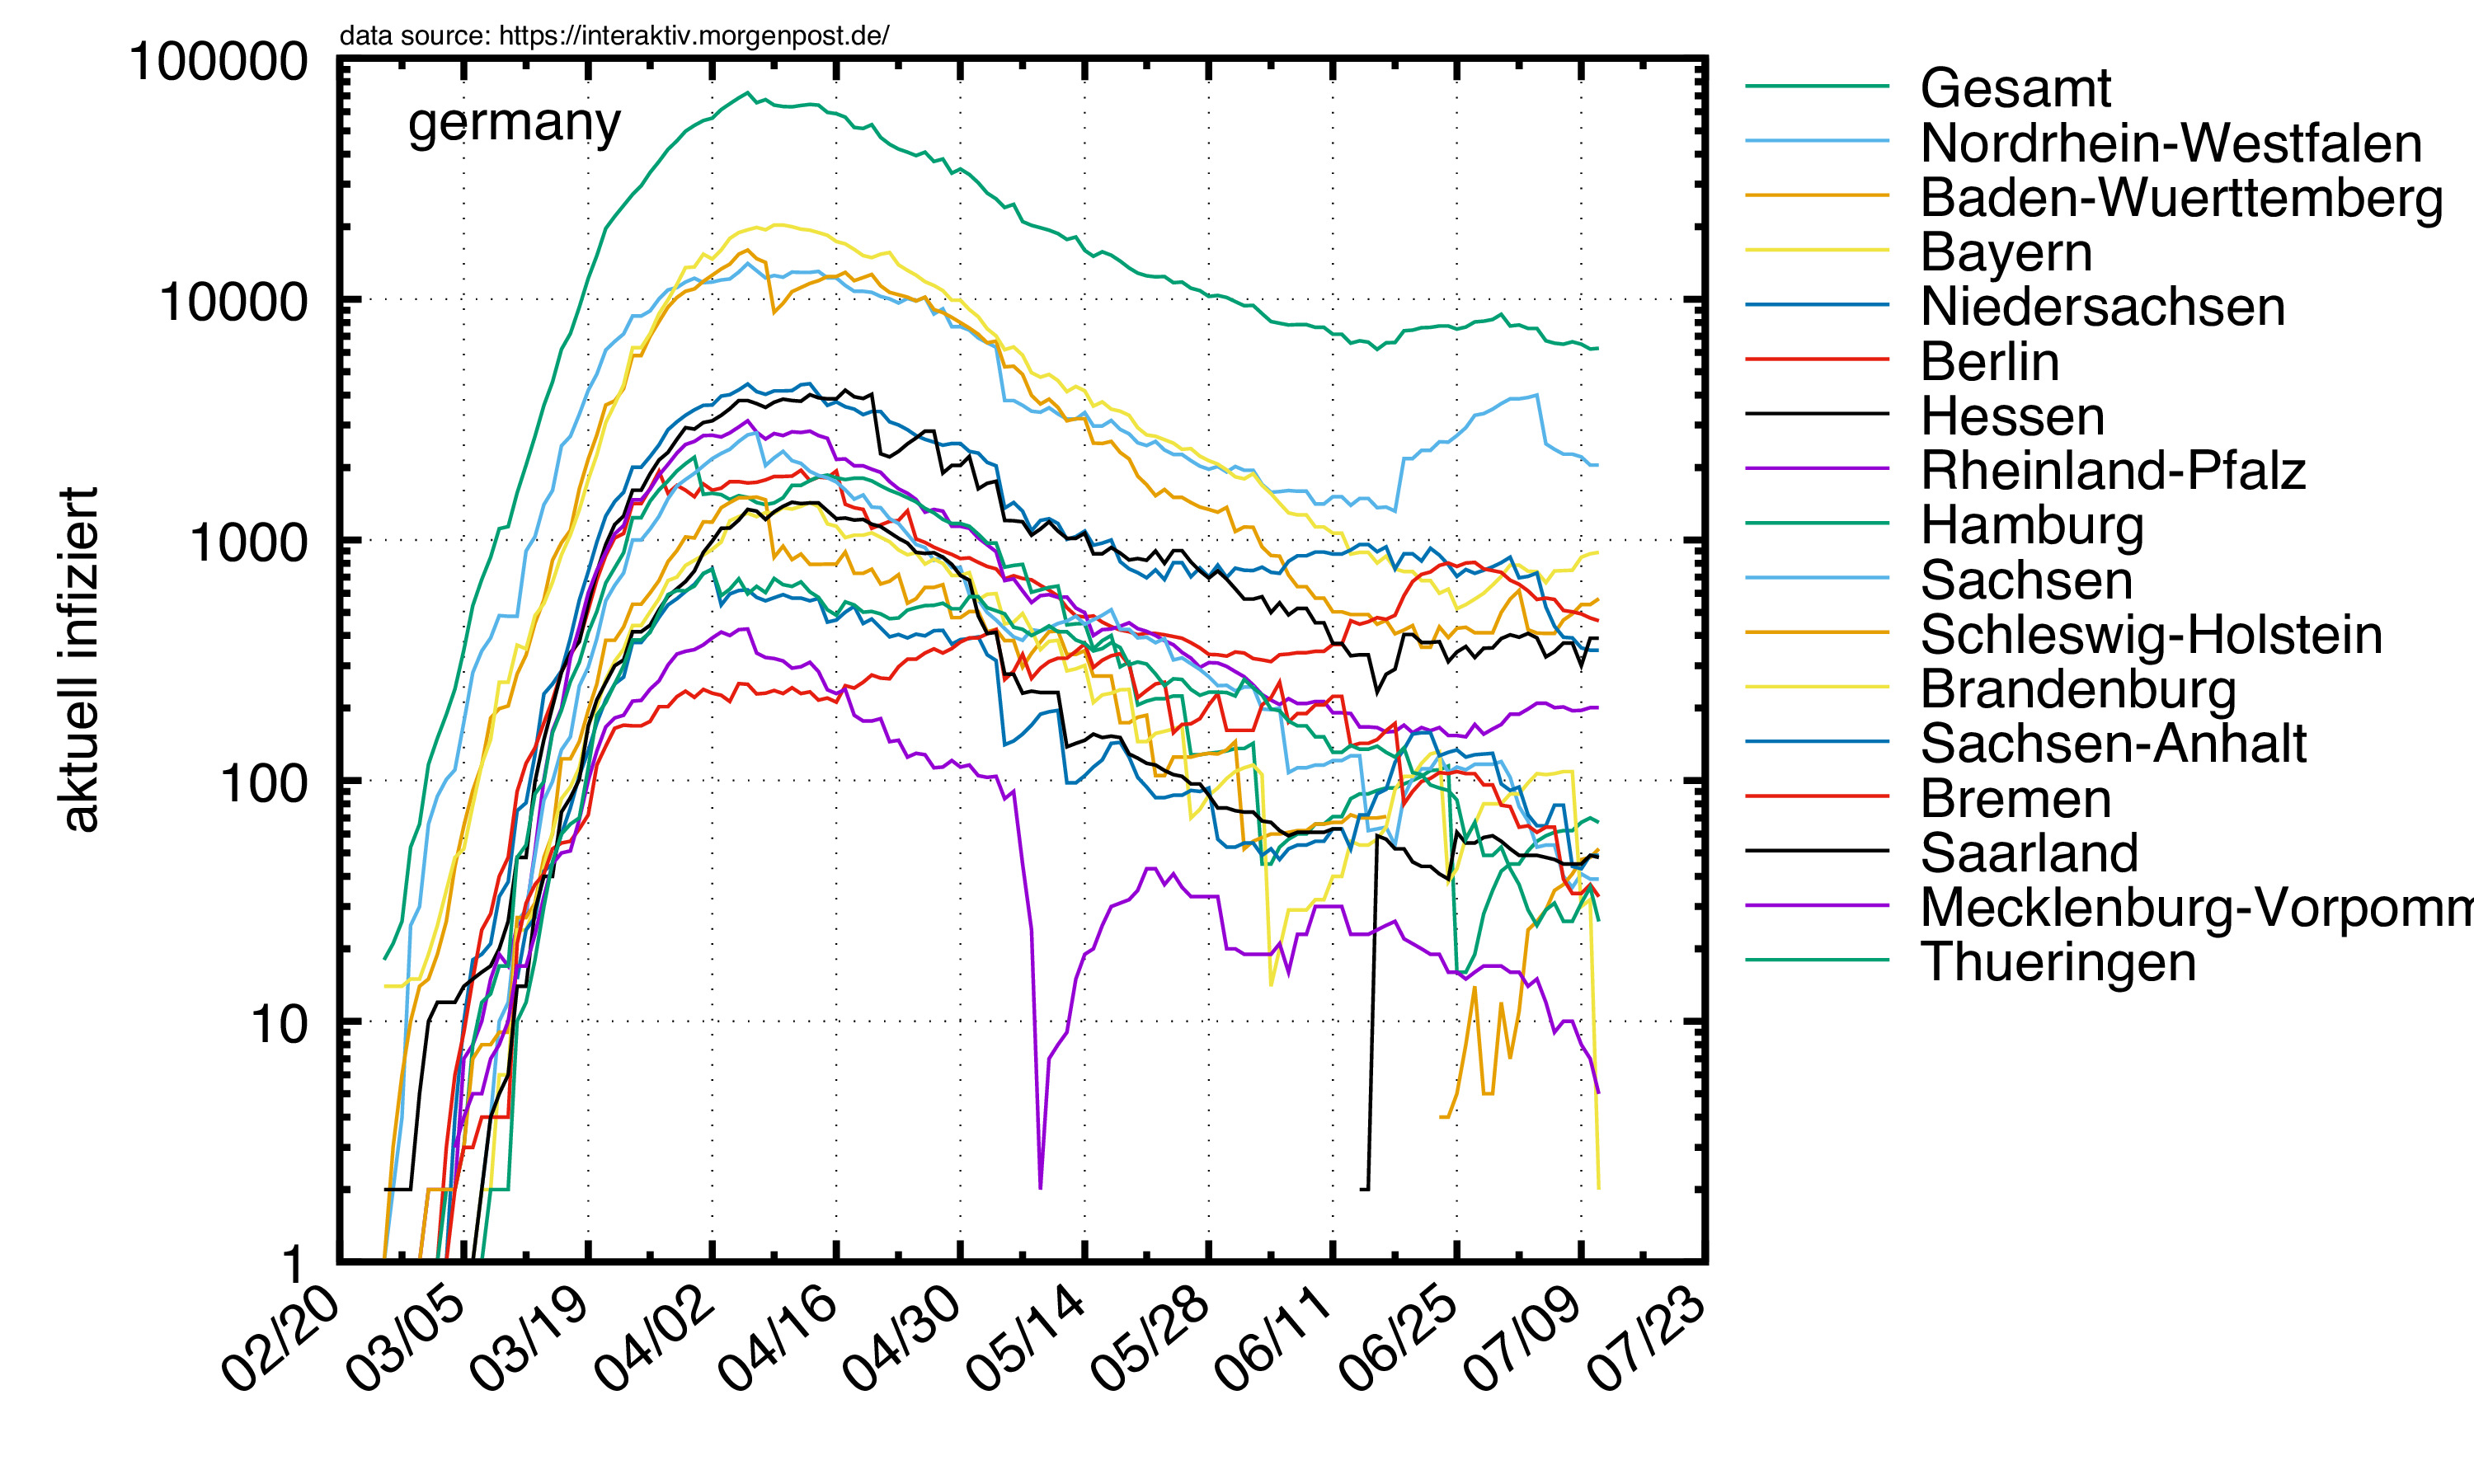 data source: https://interaktiv.morgenpost.de/
germany
aktuell infiziert
100000
10000
1000
100
10
1
02/20
03/05
03/19
04/02
04/16
04/30
05/14
05/28
06/11
06/25
07/09
07/23
Gesamt
Nordrhein-Westfalen
Baden-Wuerttemberg
Bayern
Niedersachsen
Berlin
Hessen
Rheinland-Pfalz
Hamburg
Sachsen
Schleswig-Holstein
Brandenburg
Sachsen-Anhalt
Bremen
Saarland
Mecklenburg-Vorpomm
Thueringen